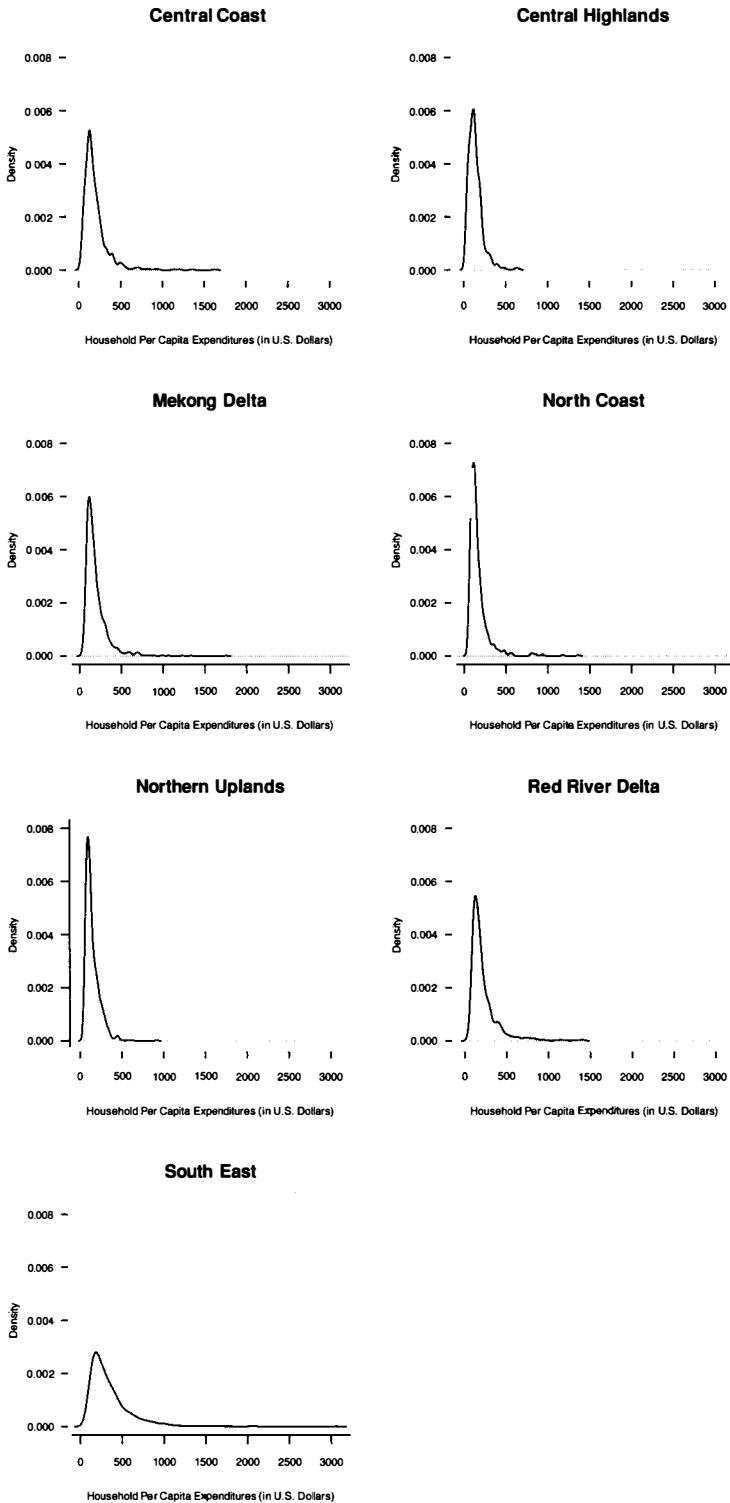 Central Coast
0.008
0.006
0.004
0.002
0.000
Density
0 500 1000 1500 2000 2500 3000
Household Per Capita Expenditures (in U.S. Dollars)
Central Highlands
0.008
0.006
0.004
0.002
0.000
Density
0 500 1000 1500 2000 2500 3000
Household Per Capita Expenditures (in U.S. Dollars)
Mekong Delta
0.008
0.006
0.004
0.002
0.000
Density
0 500 1000 1500 2000 2500 3000
Household Per Capita Expenditures (in U.S. Dollars)
North Coast
0.008
0.006
0.004
0.002
0.000
Density
0 500 1000 1500 2000 2500 3000
Household Per Capita Expenditures (in U.S. Dollars)
Northern Uplands
0.008
0.006
0.004
0.002
0.000
Density
0 500 1000 1500 2000 2500 3000
Household Per Capita Expenditures (in U.S. Dollars)
Red River Delta
0.008
0.006
0.004
0.002
0.000
Density
0 500 1000 1500 2000 2500 3000
Household Per Capita Expenditures (in U.S. Dollars)
South East
0.008
0.006
0.004
0.002
0.000
Density
0 500 1000 1500 2000 2500 3000
Household Per Capita Expenditures (in U.S. Dollars)